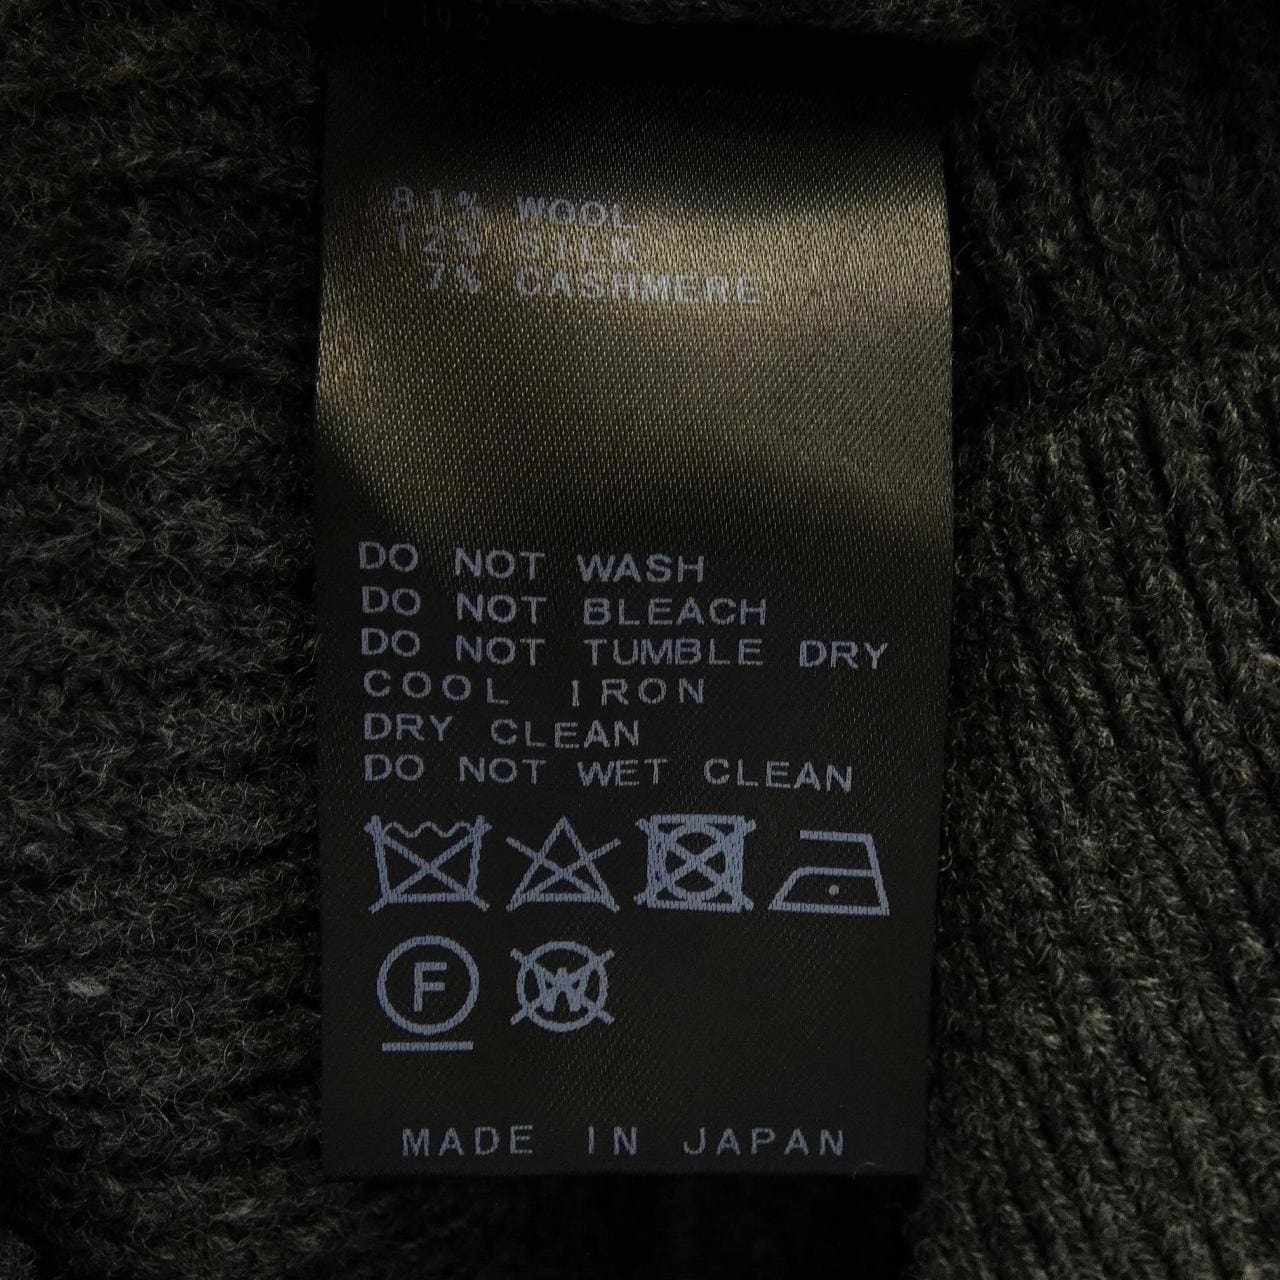 81% WOOL
12% SILK
7% CASHMERE
DO NOT WASH
DO NOT BLEACH
DO NOT TUMBLE DRY
COOL IRON
DRY CLEAN
DO NOT WET CLEAN
F W
MADE IN JAPAN